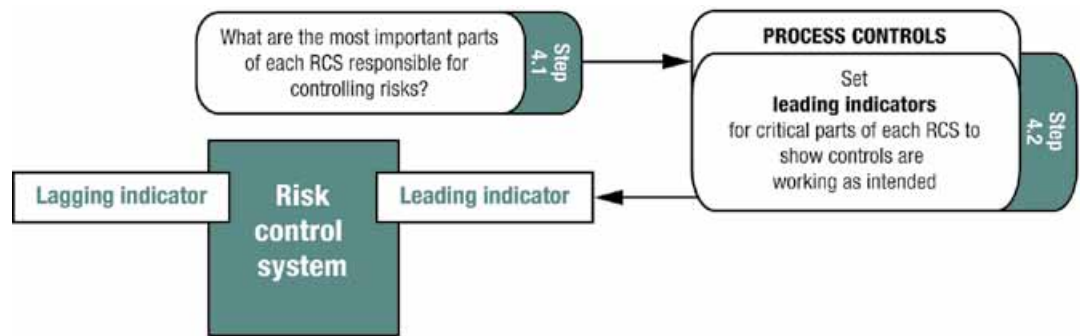 What are the most important parts
of each RCS responsible for
controlling risks?
Step
4.1
PROCESS CONTROLS
Set
leading indicators
for critical parts of each RCS to
show controls are
working as intended
Step
4.2
Lagging indicator
Risk
control
system
Leading indicator